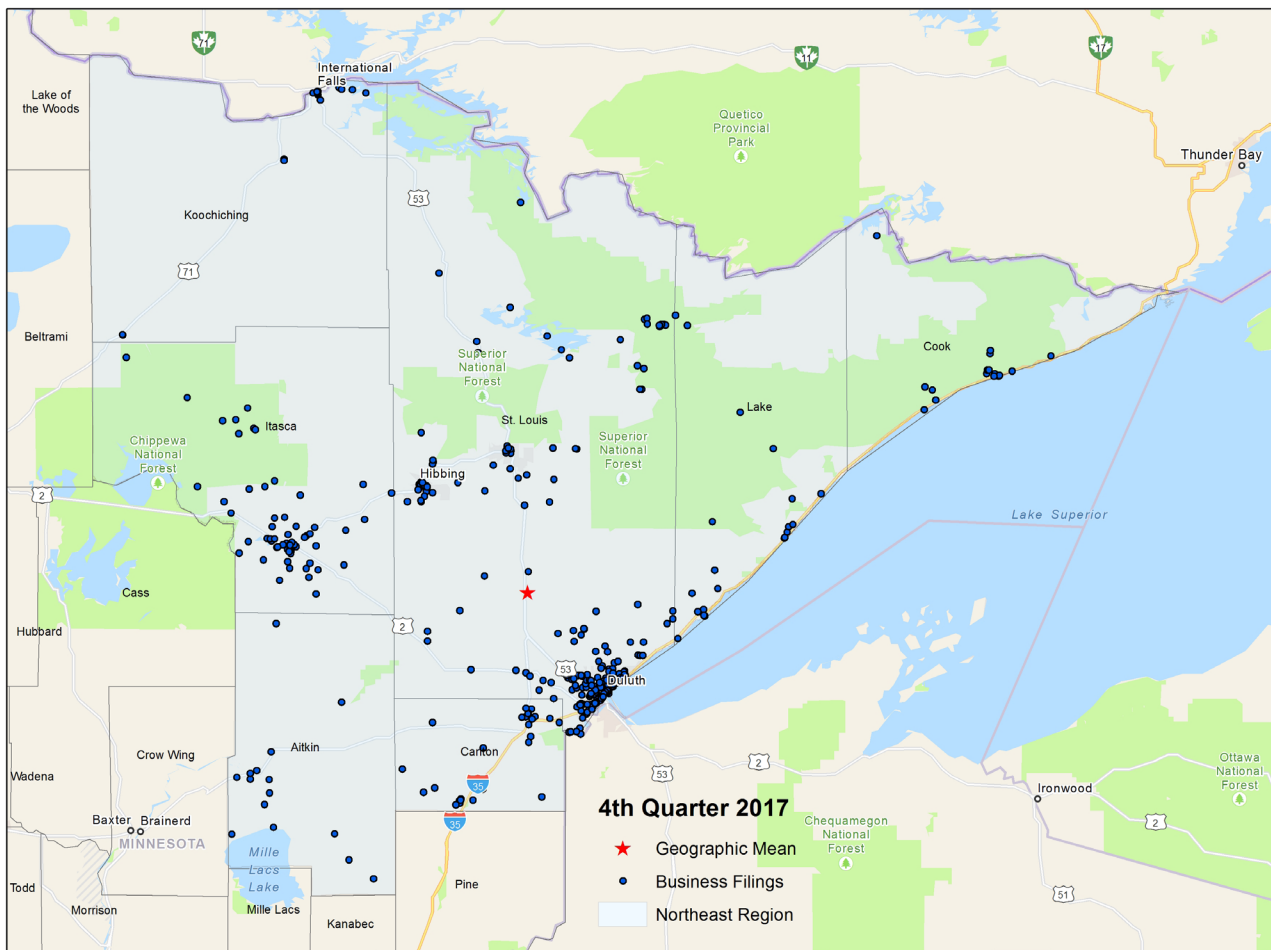 71
11
17
International
Falls
Lake of
the Woods
Quetico
Provincial
Park
Thunder Bay
53
Koochiching
71
Beltrami
Cook
Superior
National
Forest
Lake
St. Louis
Itasca
Chippewa
National
Forest
Superior
National
Forest
Hibbing
2
Lake Superior
Cass
Hubbard
2
53
Duluth
Aitkin
Carlton
Crow Wing
Wadena
2
53
Ottawa
National
Forest
35
Ironwood
4th Quarter 2017
Baxter
Brainerd
35
2
MINNESOTA
Chequamegon
National
Forest
Geographic Mean
Mille
Lacs
Lake
Business Filings
Todd
Pine
51
Morrison
Mille Lacs
Northeast Region
Kanabec